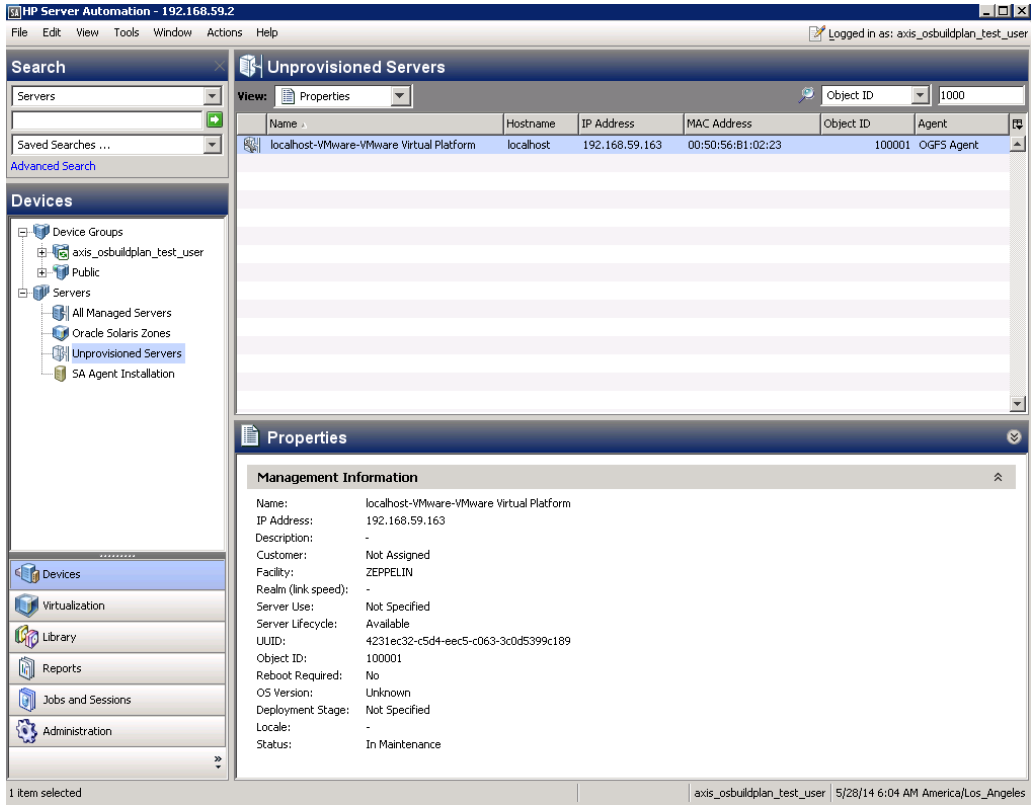 HP Server Automation - 192.168.59.2
File Edit View Tools Window Actions Help
Logged in as: axis_osbuildplan_test_user
Search
Servers
Saved Searches ...
Advanced Search
Devices
Device Groups
axis_osbuildplan_test_user
Public
Servers
All Managed Servers
Oracle Solaris Zones
Unprovisioned Servers
SA Agent Installation
Devices
Virtualization
Library
Reports
Jobs and Sessions
Administration
Unprovisioned Servers
View: Properties Object ID 1000
Name Hostname IP Address MAC Address Object ID Agent
localhost-VMware-VMware Virtual Platform localhost 192.168.59.163 00:50:56:B1:02:23 100001 OGFS Agent
Properties
Management Information
Name: localhost-VMware-VMware Virtual Platform
IP Address: 192.168.59.163
Description: -
Customer: Not Assigned
Facility: ZEPPELIN
Realm (link speed): -
Server Use: Not Specified
Server Lifecycle: Available
UUID: 4231ec32-c5d4-eec5-c063-3c0d5399c189
Object ID: 100001
Reboot Required: No
OS Version: Unknown
Deployment Stage: Not Specified
Locale: -
Status: In Maintenance
1 item selected
axis_osbuildplan_test_user 5/28/14 6:04 AM America/Los_Angeles